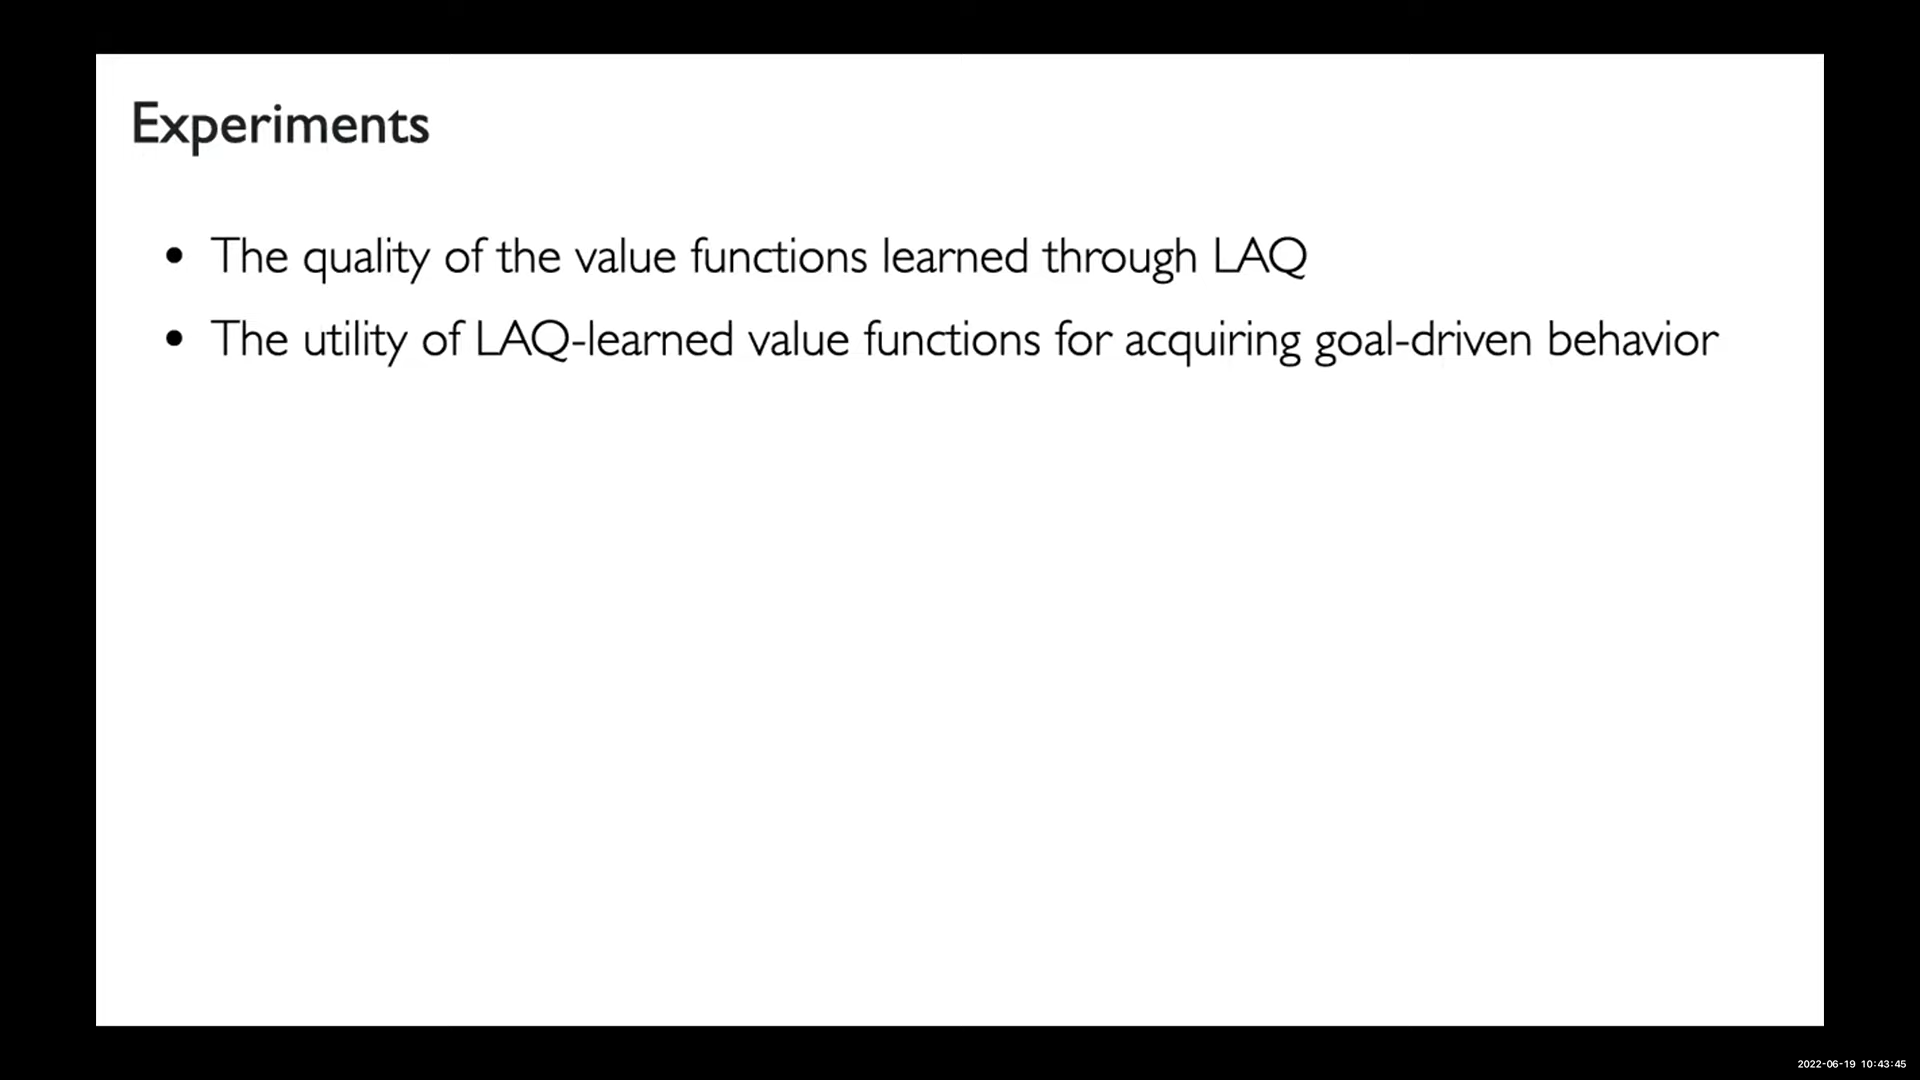 Experiments
• The quality of the value functions learned through LAQ
• The utility of LAQ-learned value functions for acquiring goal-driven behavior
2022-06-19 10:43:45